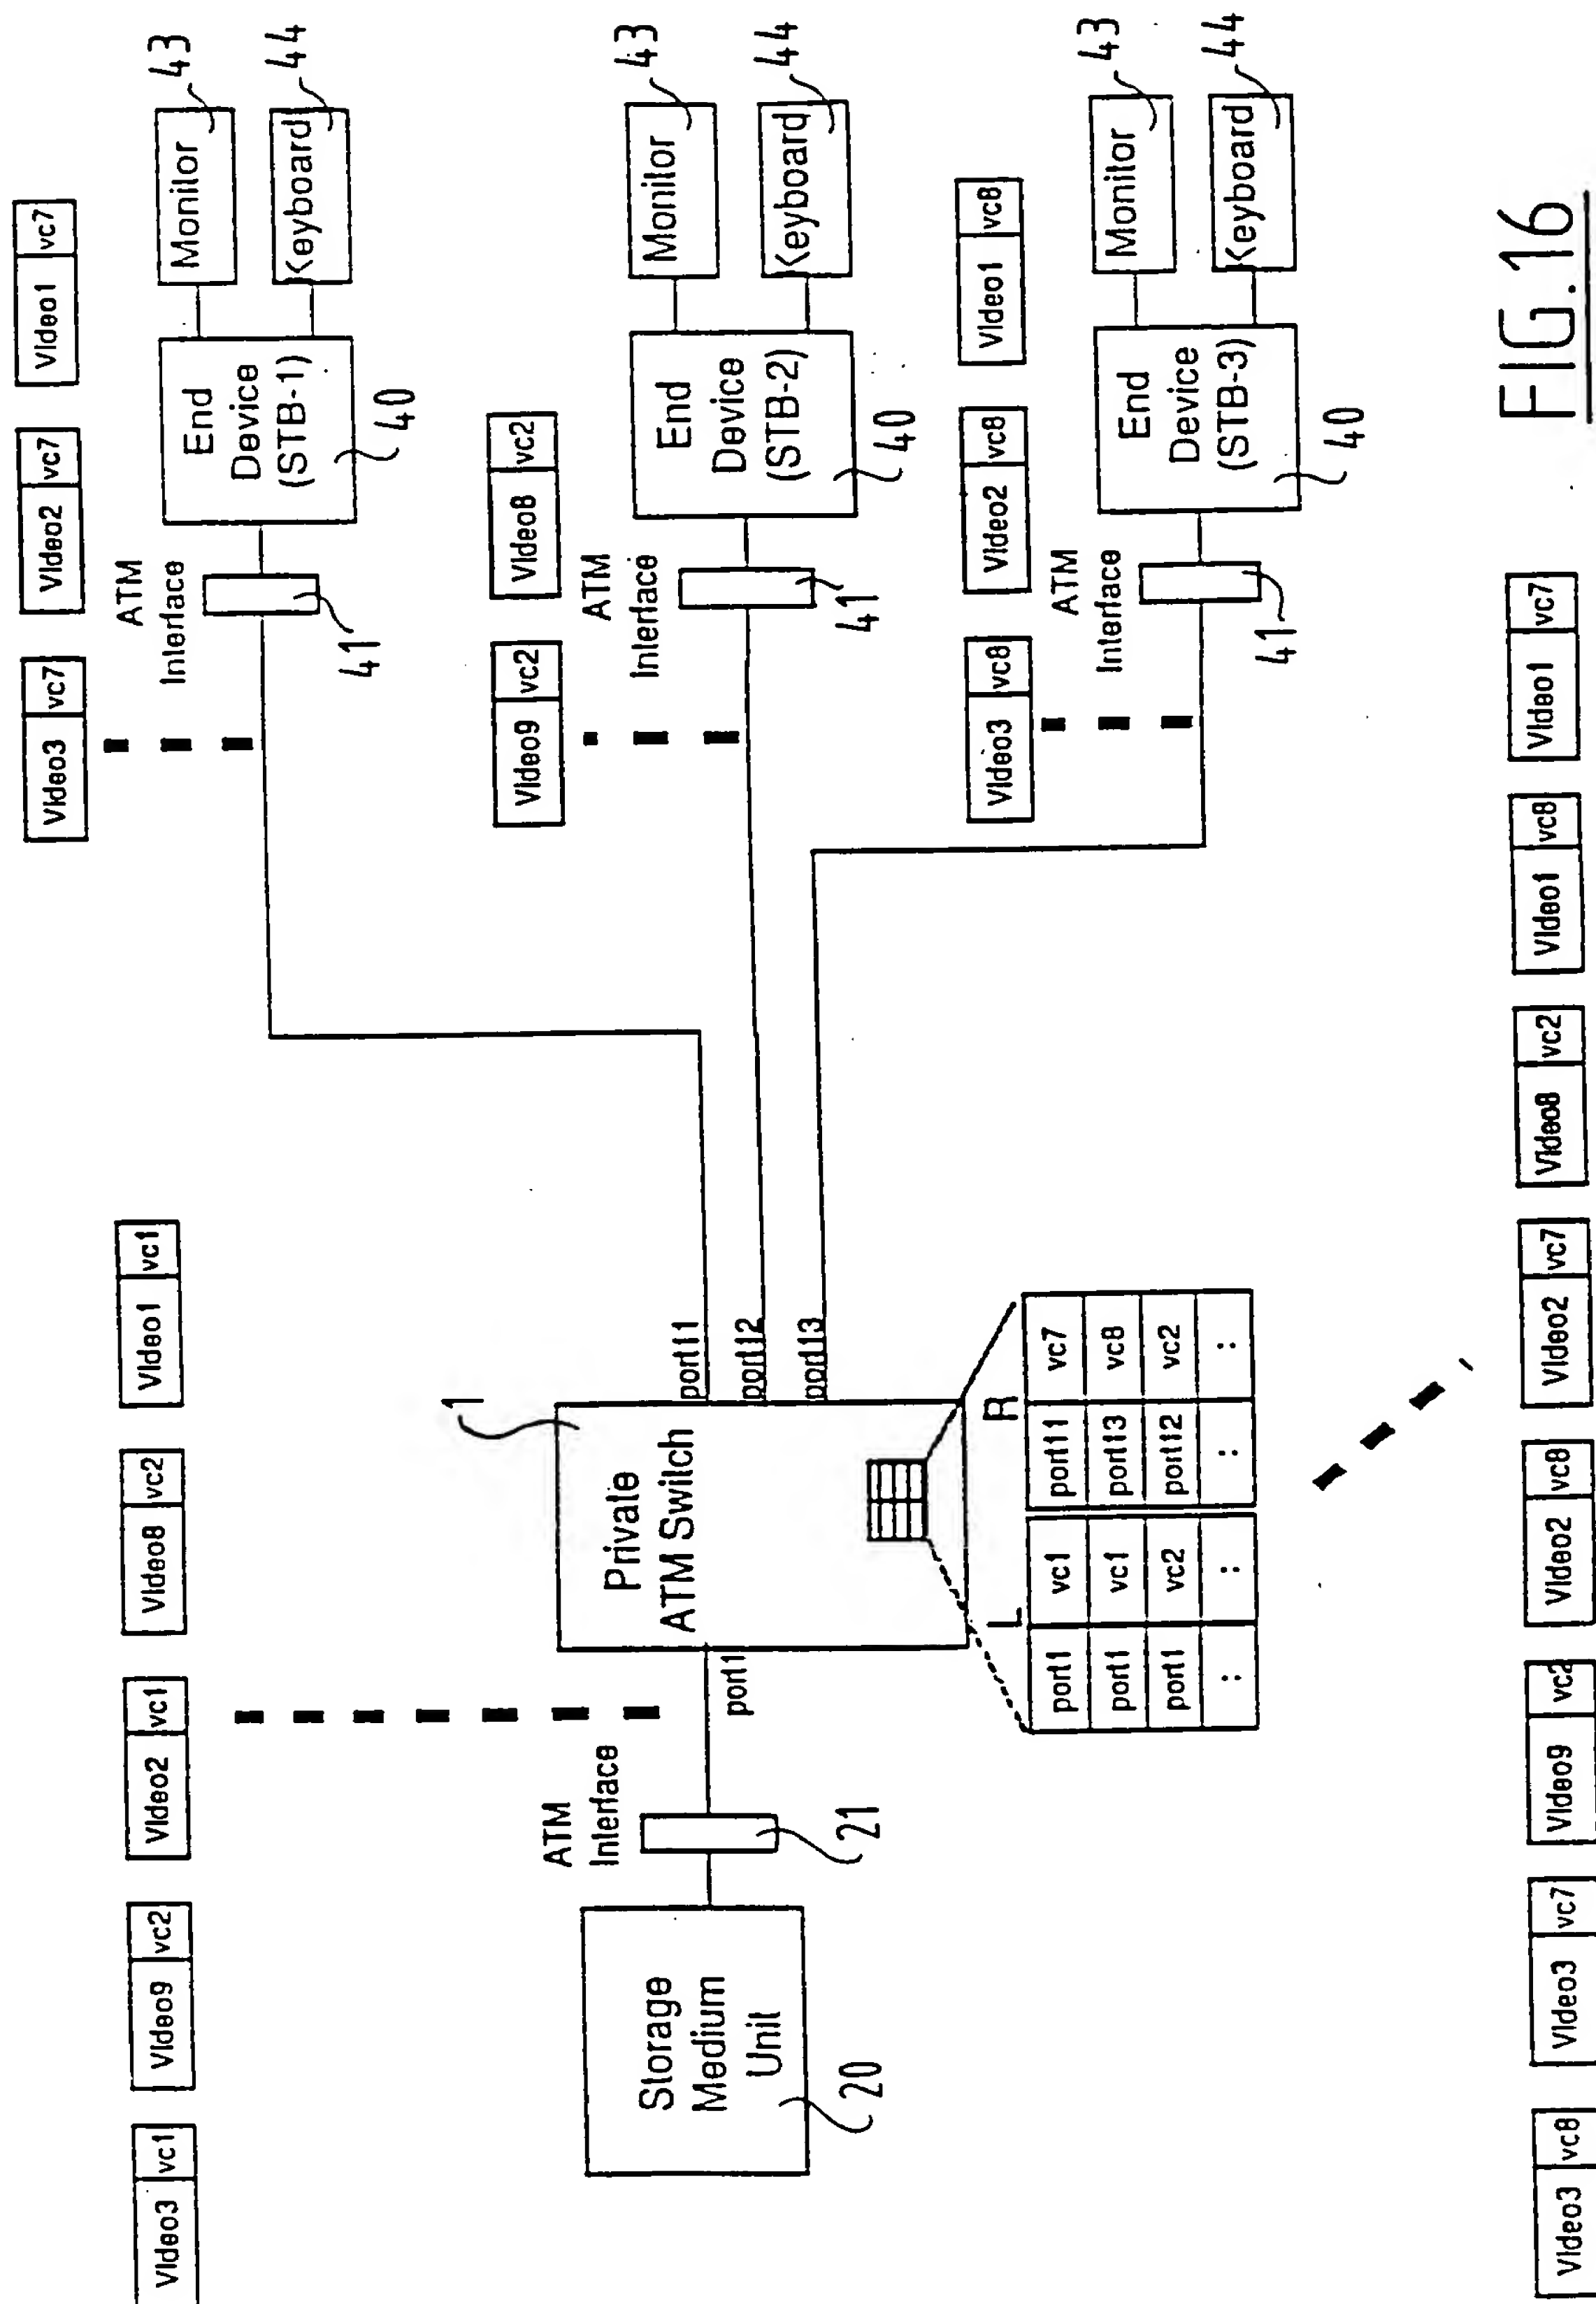 Video3 vc1
Video9 vc2
Video2 vc1
Video8 vc2
Video1 vc1
Video3 vc7
Video2 vc7
Video1 vc7
ATM
Interface
41
End
Device
(STB-1)
40
Monitor
43
Keyboard
44
Video9 vc2
Video8 vc2
ATM
Interface
41
End
Device
(STB-2)
40
Monitor
43
Keyboard
44
Video3 vc8
Video2 vc8
Video1 vc8
ATM
Interface
41
End
Device
(STB-3)
40
Monitor
43
Keyboard
44
Storage
Medium
Unit
20
ATM
Interface
21
port1
Private
ATM Switch
1
port11
port12
port13
L R
port1 vc1 port11 vc7
port1 vc1 port13 vc8
port1 vc2 port12 vc2
: : : :
Video3 vc8
Video3 vc7
Video9 vc2
Video2 vc8
Video2 vc7
Video8 vc2
Video1 vc8
Video1 vc7
FIG.16